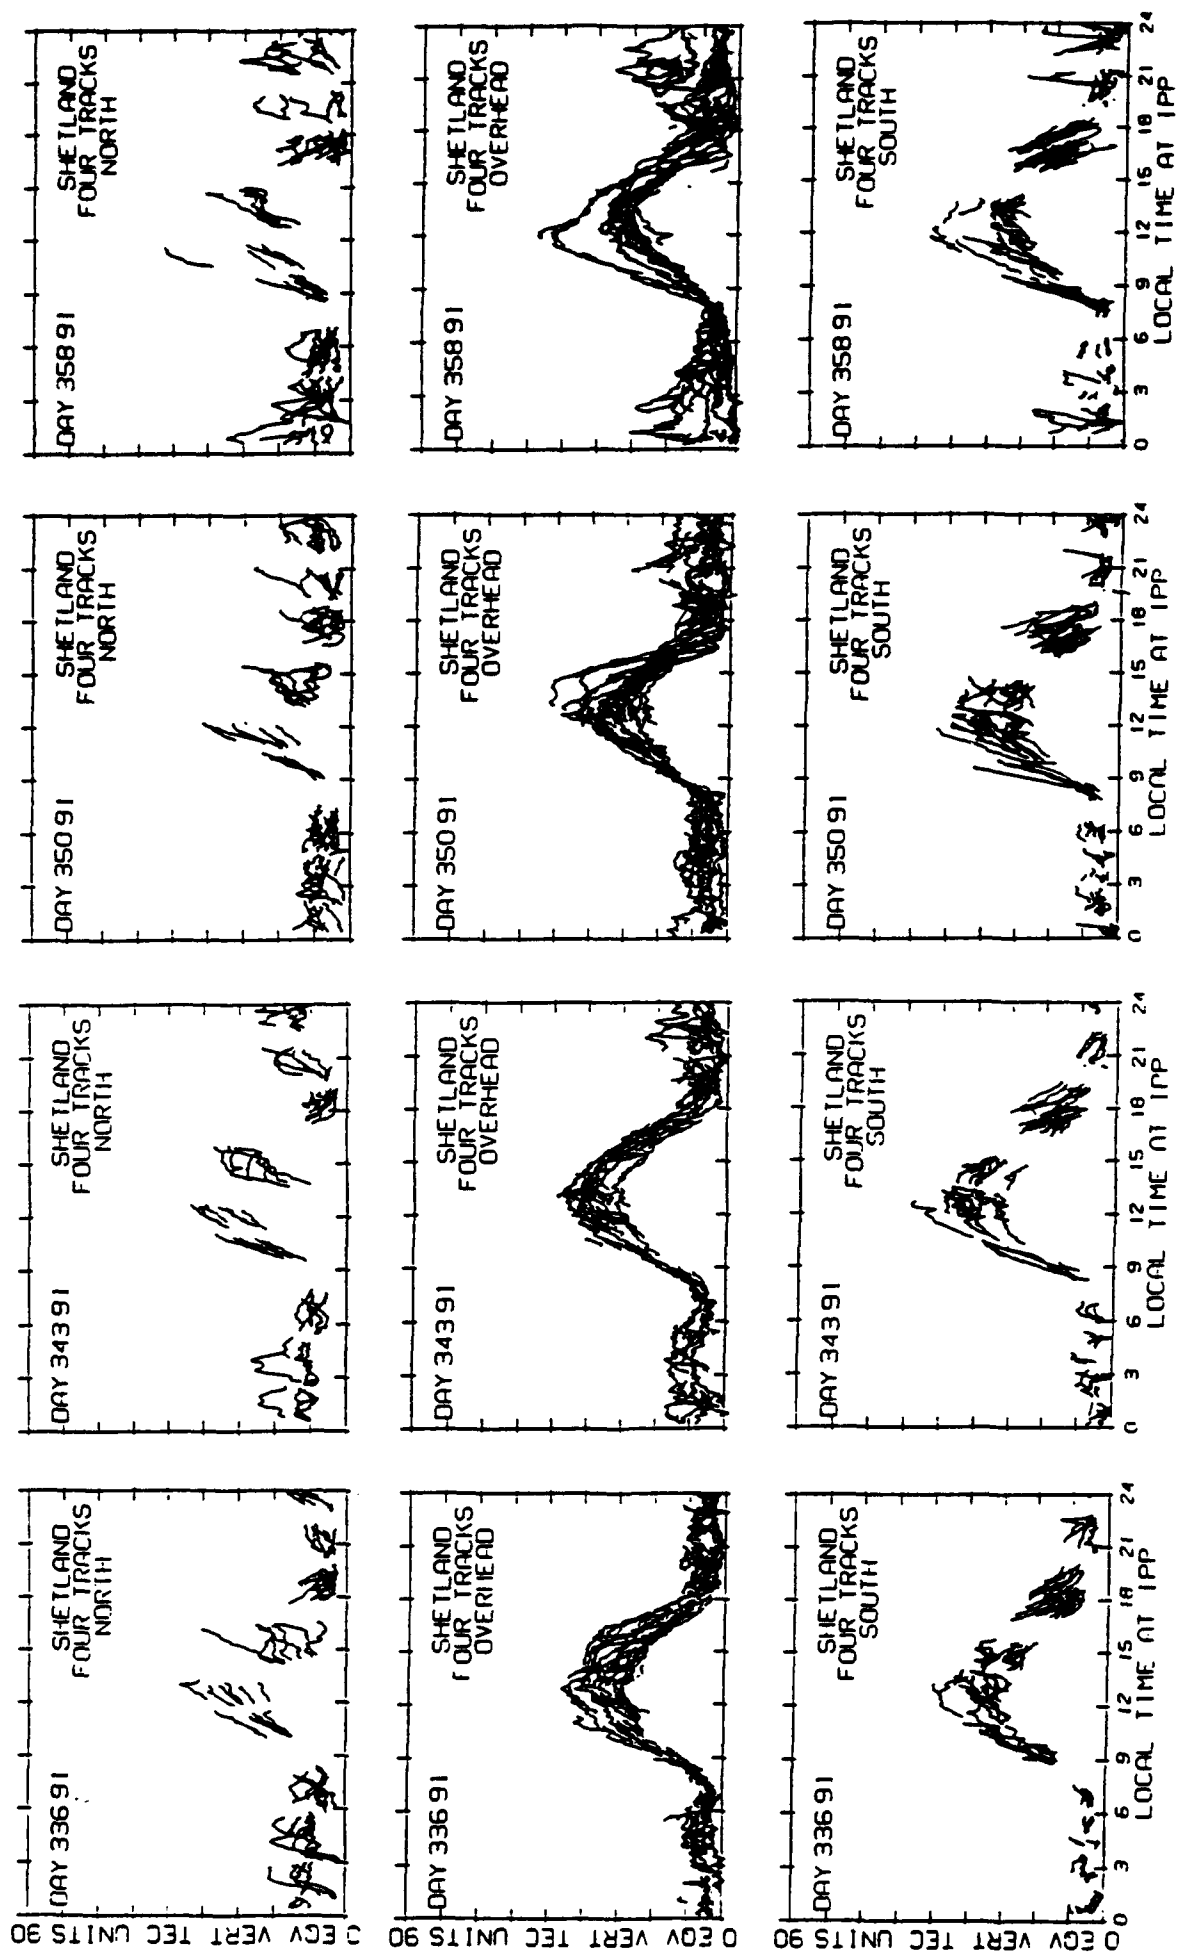 0 EQV VERT TEC UNITS 90
DAY 336 91
SHETLAND
FOUR TRACKS
NORTH
DAY 343 91
SHETLAND
FOUR TRACKS
NORTH
DAY 350 91
SHETLAND
FOUR TRACKS
NORTH
DAY 358 91
SHETLAND
FOUR TRACKS
NORTH
0 EQV VERT TEC UNITS 90
DAY 336 91
SHETLAND
FOUR TRACKS
OVERHEAD
DAY 343 91
SHETLAND
FOUR TRACKS
OVERHEAD
DAY 350 91
SHETLAND
FOUR TRACKS
OVERHEAD
DAY 358 91
SHETLAND
FOUR TRACKS
OVERHEAD
0 EQV VERT TEC UNITS 90
DAY 336 91
SHETLAND
FOUR TRACKS
SOUTH
0 3 6 9 12 15 18 21 24
LOCAL TIME AT IPP
DAY 343 91
SHETLAND
FOUR TRACKS
SOUTH
0 3 6 9 12 15 18 21 24
LOCAL TIME AT IPP
DAY 350 91
SHETLAND
FOUR TRACKS
SOUTH
0 3 6 9 12 15 18 21 24
LOCAL TIME AT IPP
DAY 358 91
SHETLAND
FOUR TRACKS
SOUTH
0 3 6 9 12 15 18 21 24
LOCAL TIME AT IPP